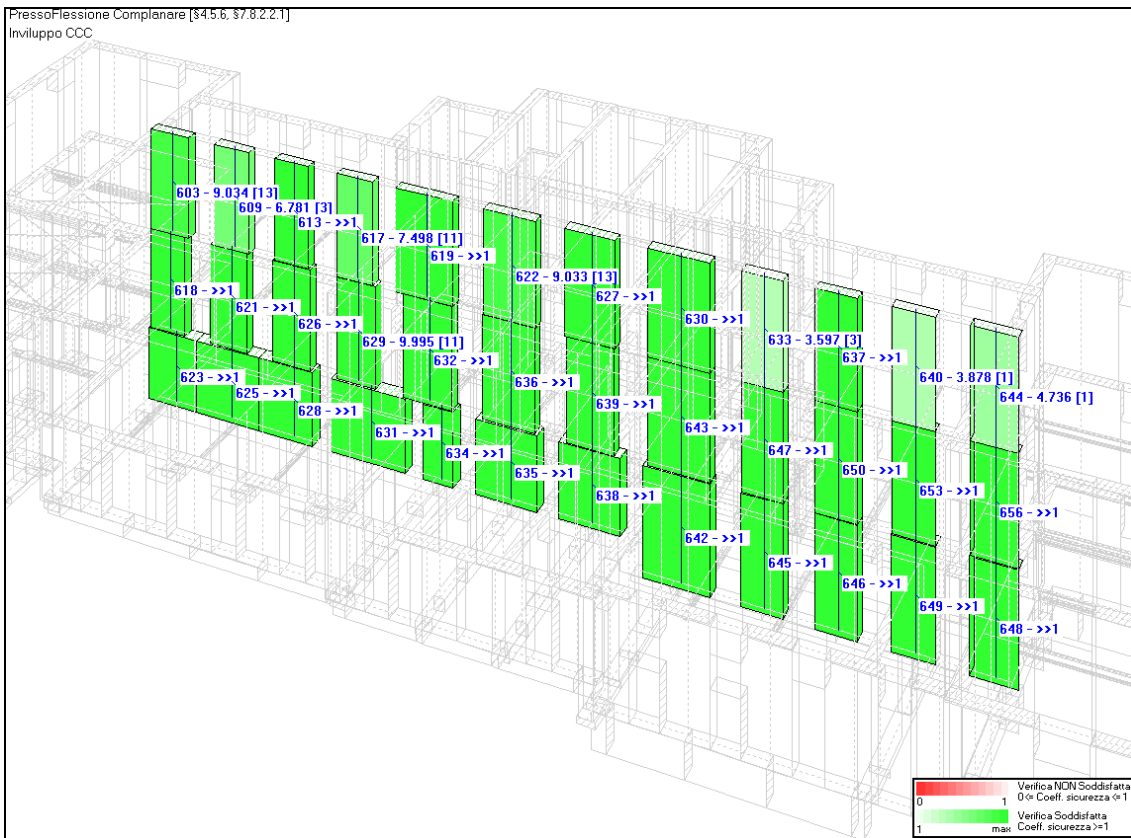 PressoFlessione Complanare [§4.5.6, §7.8.2.2.1]
Inviluppo CCC
603 - 9.034 [13]
609 - 6.781 [3]
613 - >>1
617 - 7.498 [11]
619 - >>1
622 - 9.033 [13]
627 - >>1
630 - >>1
633 - 3.597 [3]
637 - >>1
640 - 3.878 [1]
644 - 4.736 [1]
618 - >>1
621 - >>1
626 - >>1
629 - 9.995 [11]
632 - >>1
636 - >>1
639 - >>1
643 - >>1
647 - >>1
650 - >>1
653 - >>1
656 - >>1
623 - >>1
625 - >>1
628 - >>1
631 - >>1
634 - >>1
635 - >>1
638 - >>1
642 - >>1
645 - >>1
646 - >>1
649 - >>1
648 - >>1
Verifica NON Soddisfatta
0<= Coeff. sicurezza <=1
0 1
Verifica Soddisfatta
Coeff. sicurezza >=1
1 max